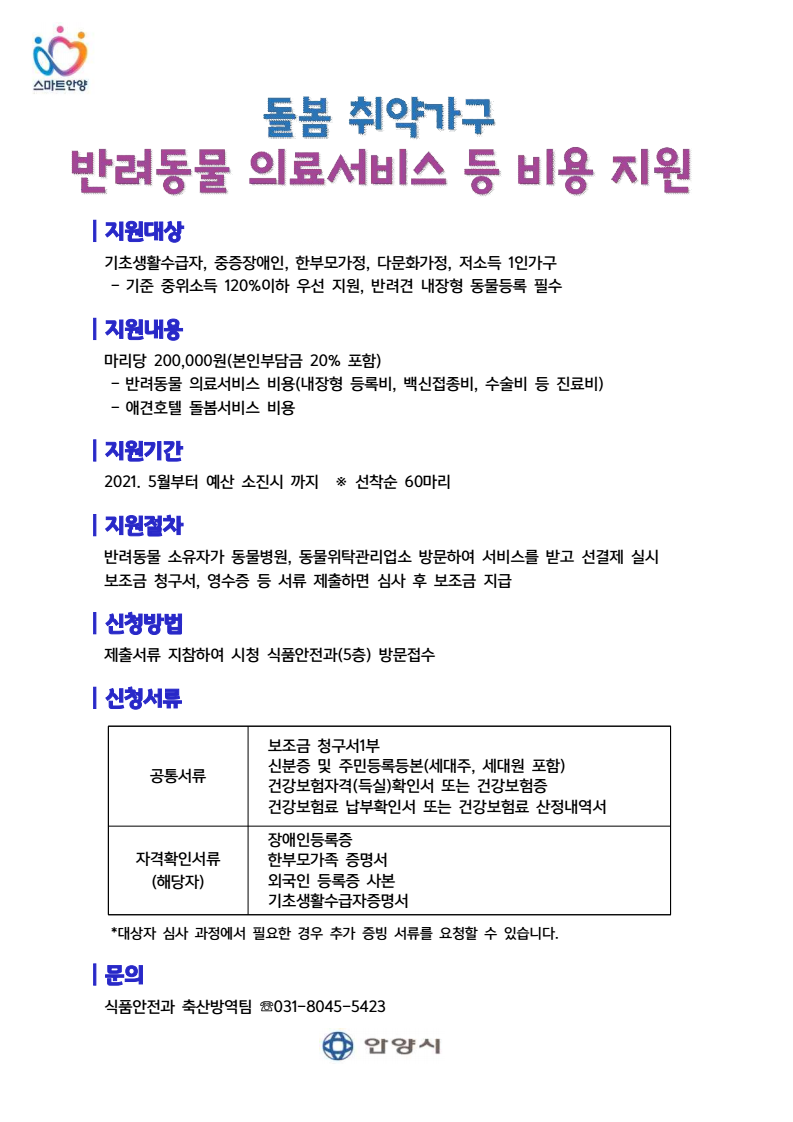 스마트안양
돌봄 취약가구
반려동물 의료서비스 등 비용 지원
지원대상
기초생활수급자, 중증장애인, 한부모가정, 다문화가정, 저소득 1인가구
- 기준 중위소득 120%이하 우선 지원, 반려견 내장형 동물등록 필수
지원내용
마리당 200,000원(본인부담금 20% 포함)
- 반려동물 의료서비스 비용(내장형 등록비, 백신접종비, 수술비 등 진료비)
- 애견호텔 돌봄서비스 비용
지원기간
2021. 5월부터 예산 소진시 까지 ※ 선착순 60마리
지원절차
반려동물 소유자가 동물병원, 동물위탁관리업소 방문하여 서비스를 받고 선결제 실시
보조금 청구서, 영수증 등 서류 제출하면 심사 후 보조금 지급
신청방법
제출서류 지참하여 시청 식품안전과(5층) 방문접수
신청서류
공통서류
보조금 청구서1부
신분증 및 주민등록등본(세대주, 세대원 포함)
건강보험자격(득실)확인서 또는 건강보험증
건강보험료 납부확인서 또는 건강보험료 산정내역서
자격확인서류
(해당자)
장애인등록증
한부모가족 증명서
외국인 등록증 사본
기초생활수급자증명서
*대상자 심사 과정에서 필요한 경우 추가 증빙 서류를 요청할 수 있습니다.
문의
식품안전과 축산방역팀 ☏031-8045-5423
안양시